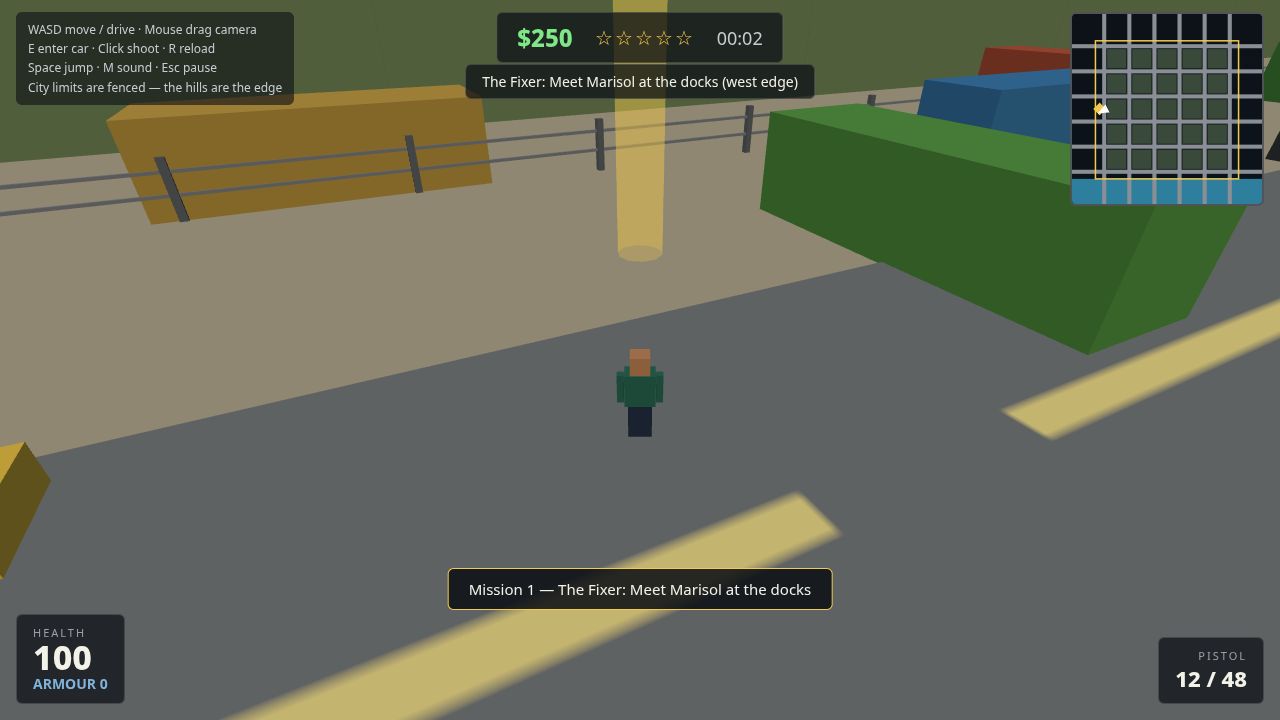 WASD move / drive · Mouse drag camera
E enter car · Click shoot · R reload
Space jump · M sound · Esc pause
City limits are fenced — the hills are the edge
$250 ☆☆☆☆☆ 00:02
The Fixer: Meet Marisol at the docks (west edge)
Mission 1 — The Fixer: Meet Marisol at the docks
HEALTH
100
ARMOUR 0
PISTOL
12 / 48